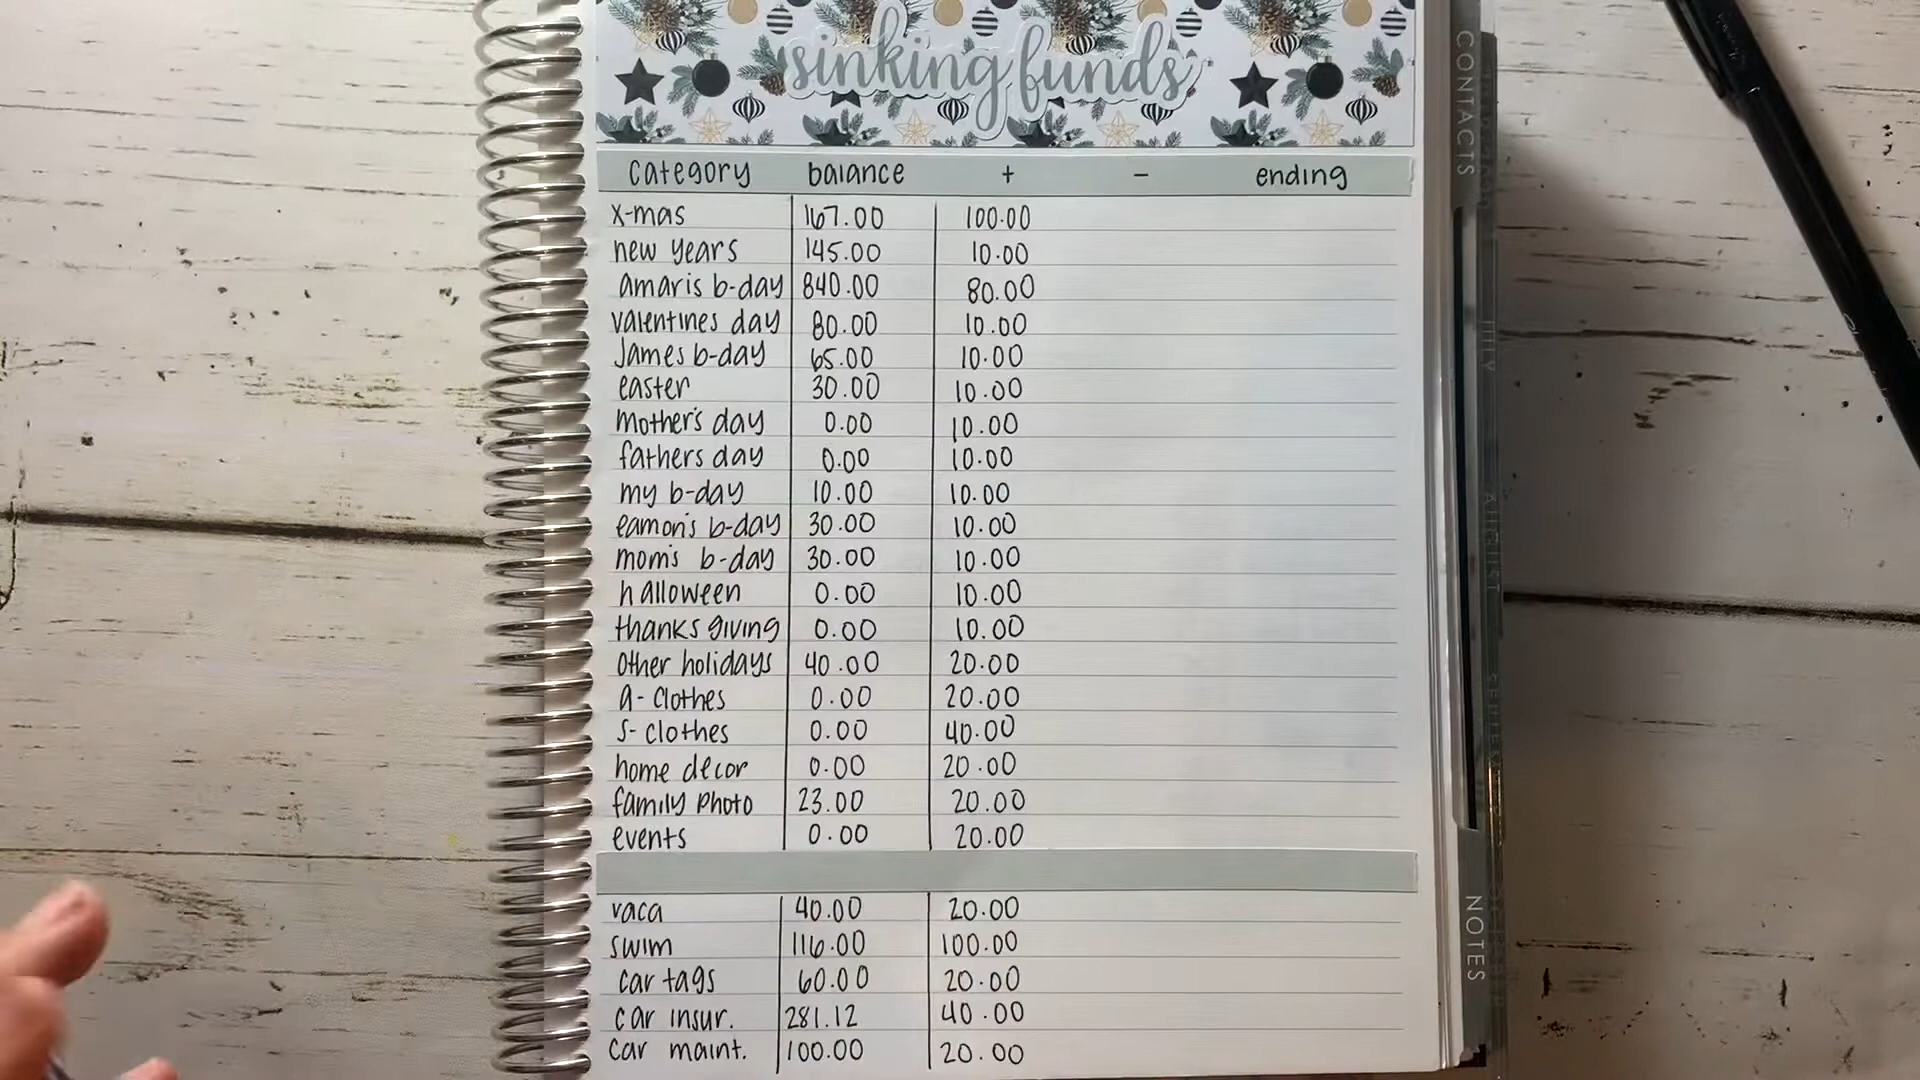 sinking funds
category balance + - ending
x-mas 167.00 100.00
new years 145.00 10.00
amaris b-day 840.00 80.00
valentines day 80.00 10.00
James b-day 65.00 10.00
easter 30.00 10.00
mother's day 0.00 10.00
fathers day 0.00 10.00
my b-day 10.00 10.00
eamon's b-day 30.00 10.00
mom's b-day 30.00 10.00
halloween 0.00 10.00
thanksgiving 0.00 10.00
other holidays 40.00 20.00
a-clothes 0.00 20.00
s-clothes 0.00 40.00
home decor 0.00 20.00
family photo 23.00 20.00
events 0.00 20.00
vaca 40.00 20.00
swim 116.00 100.00
car tags 60.00 20.00
car insur. 281.12 40.00
car maint. 100.00 20.00
CONTACTS
JULY
AUGUST
NOTES